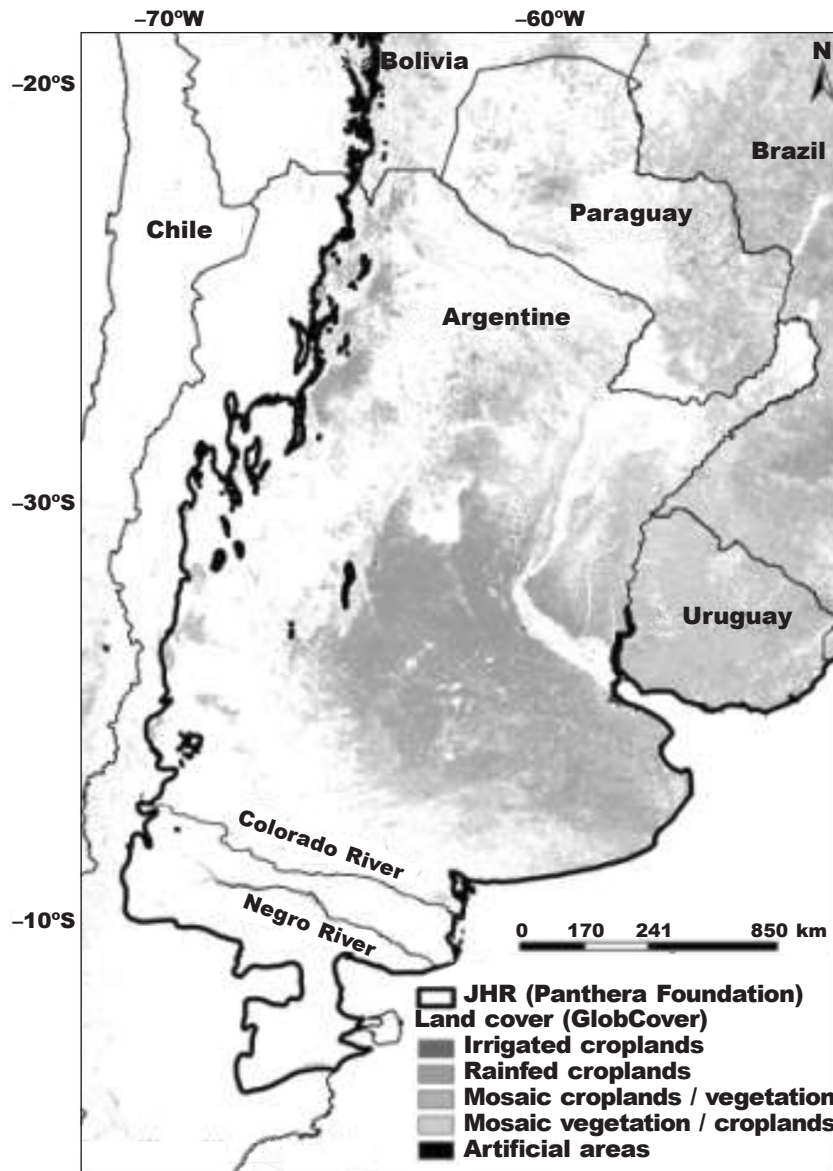 –70ºW –60ºW
Bolivia
N
–20ºS
Brazil
Paraguay
Chile
Argentine
–30ºS
Uruguay
Colorado River
Negro River
–10ºS
0 170 241 850 km
JHR (Panthera Foundation)
Land cover (GlobCover)
Irrigated croplands
Rainfed croplands
Mosaic croplands / vegetation
Mosaic vegetation / croplands
Artificial areas